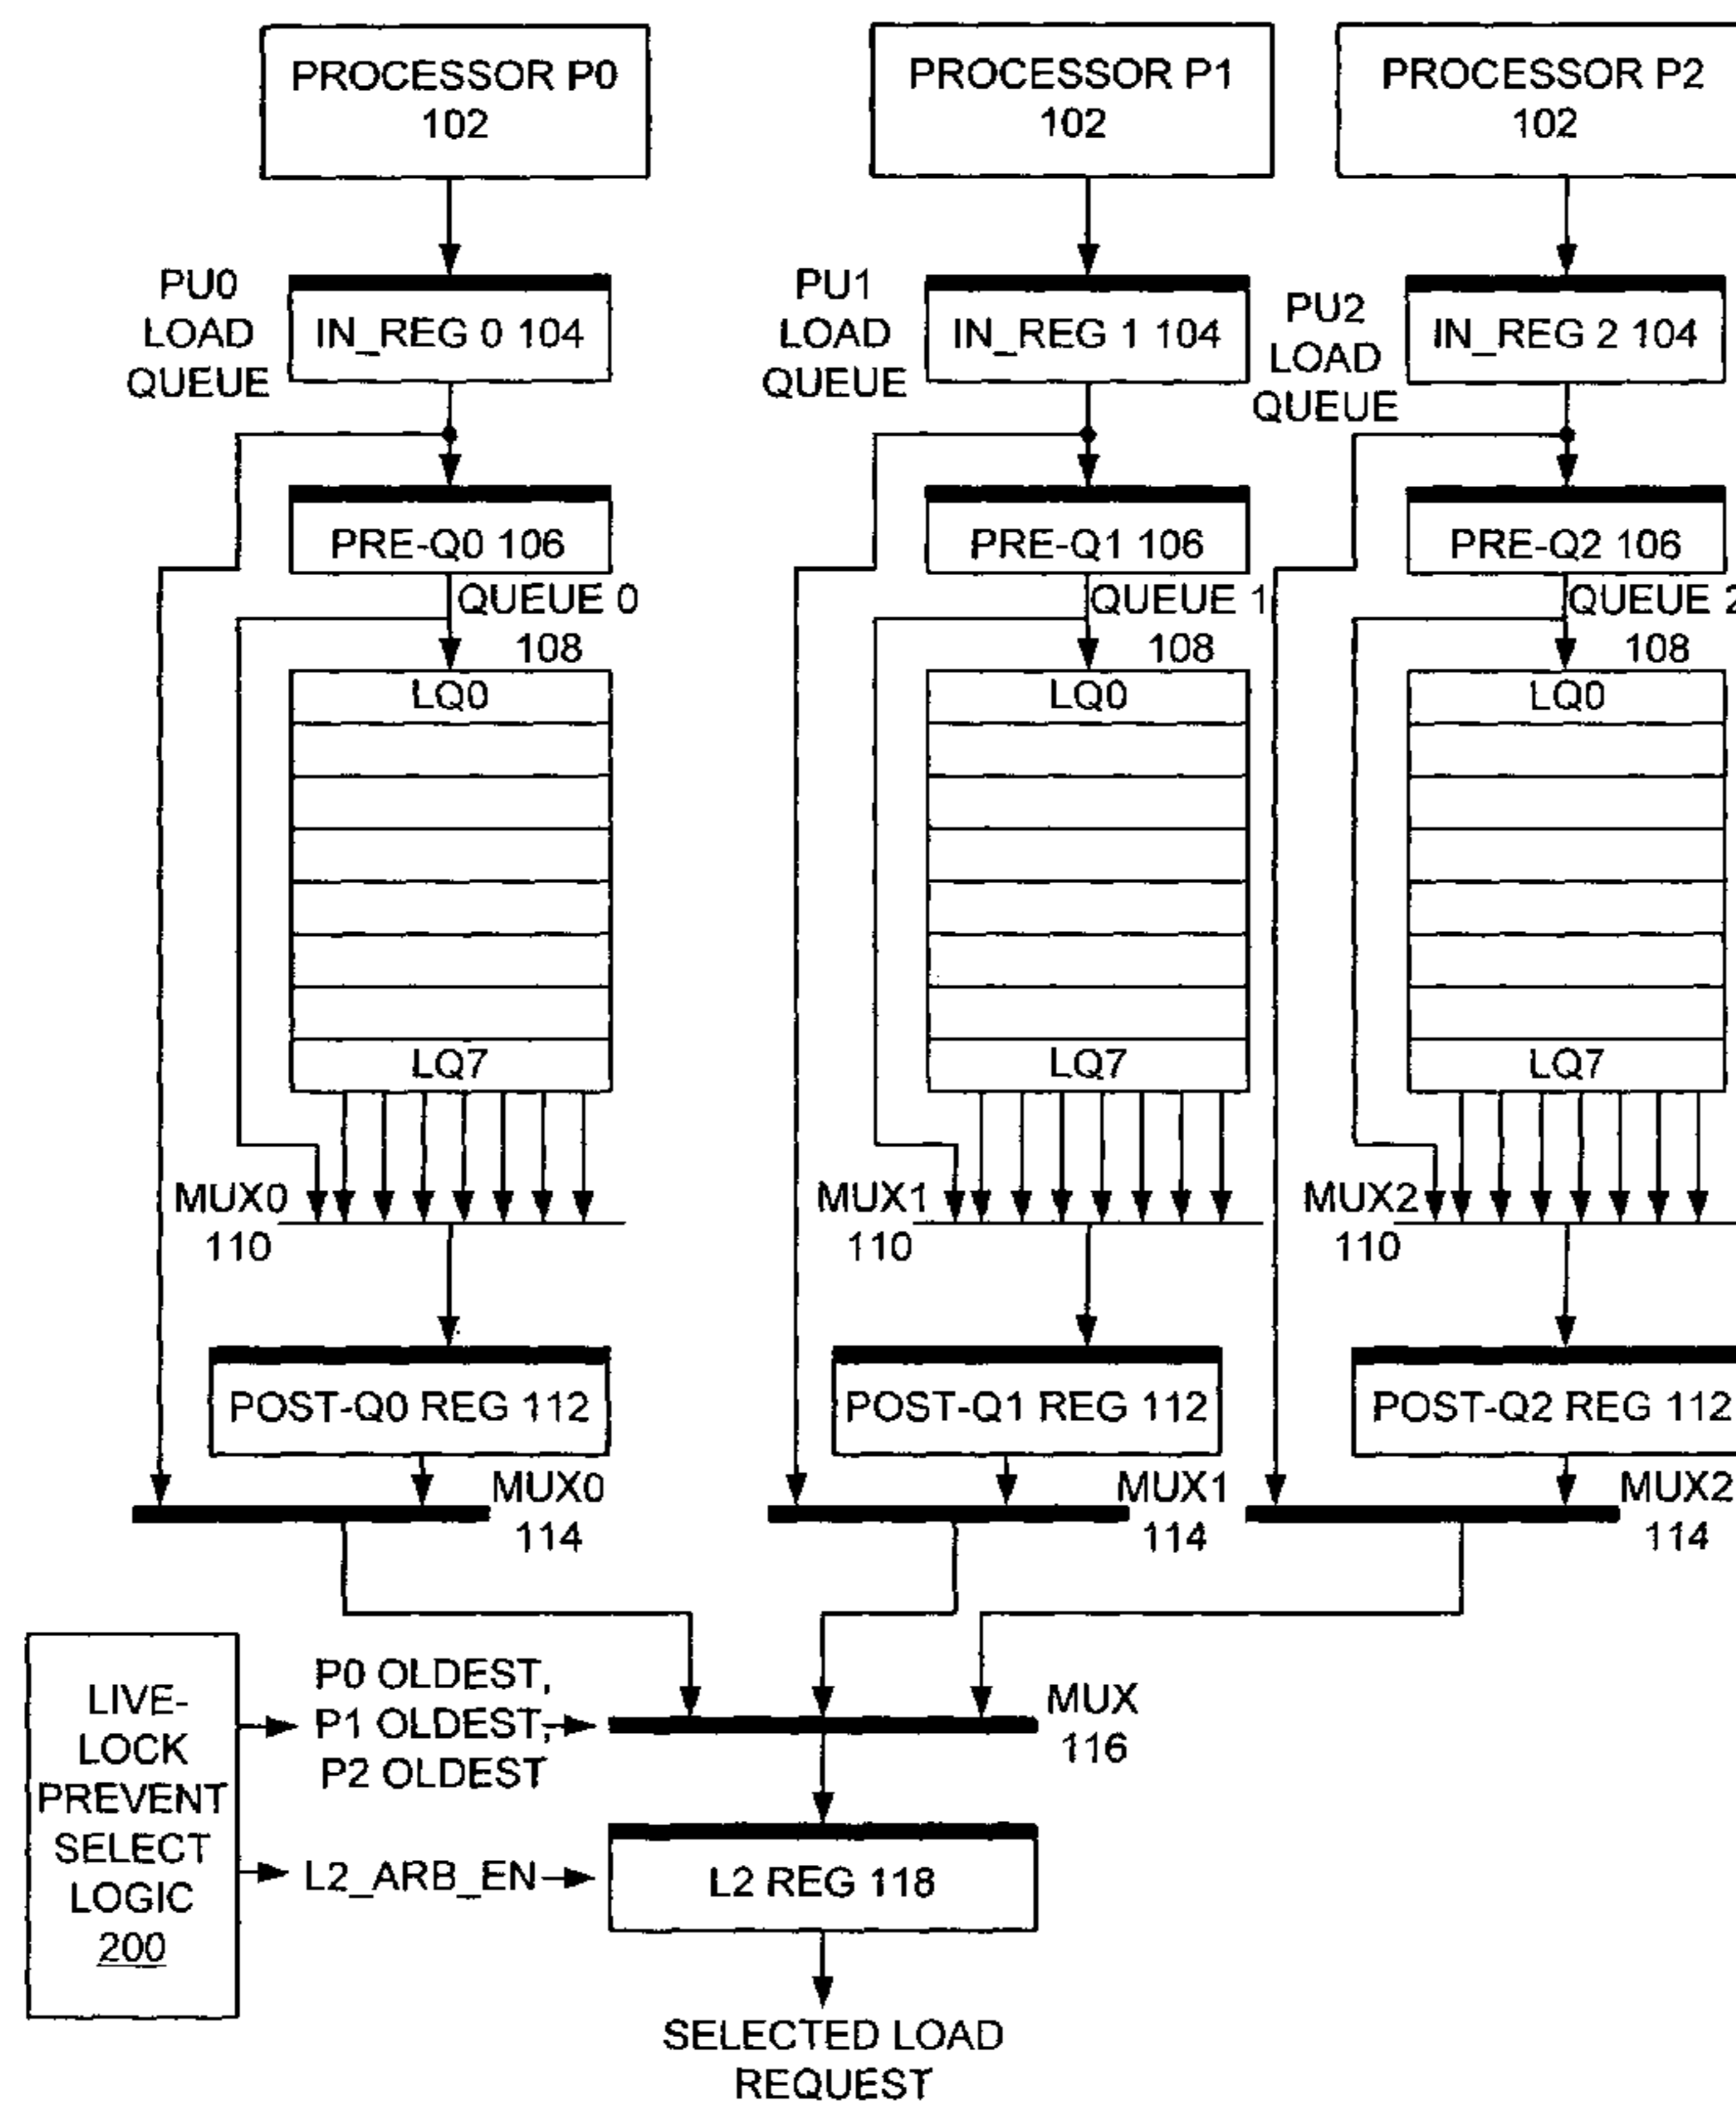 PROCESSOR P0
102
PROCESSOR P1
102
PROCESSOR P2
102
PU0
LOAD
QUEUE
IN_REG 0 104
PU1
LOAD
QUEUE
IN_REG 1 104
PU2
LOAD
QUEUE
IN_REG 2 104
PRE-Q0 106
PRE-Q1 106
PRE-Q2 106
QUEUE 0
108
QUEUE 1
108
QUEUE 2
108
LQ0
LQ0
LQ0
LQ7
LQ7
LQ7
MUX0
110
MUX1
110
MUX2
110
POST-Q0 REG 112
POST-Q1 REG 112
POST-Q2 REG 112
MUX0
114
MUX1
114
MUX2
114
LIVE-
LOCK
PREVENT
SELECT
LOGIC
200
P0 OLDEST,
P1 OLDEST,
P2 OLDEST
MUX
116
L2_ARB_EN
L2 REG 118
SELECTED LOAD
REQUEST